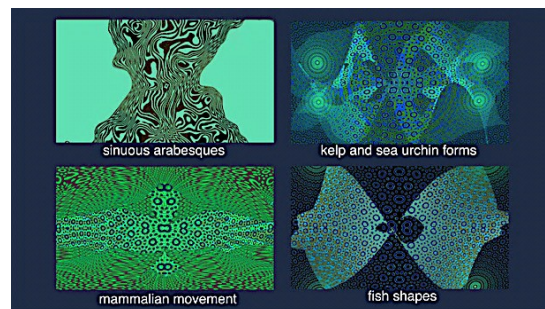 sinuous arabesques
kelp and sea urchin forms
mammalian movement
fish shapes